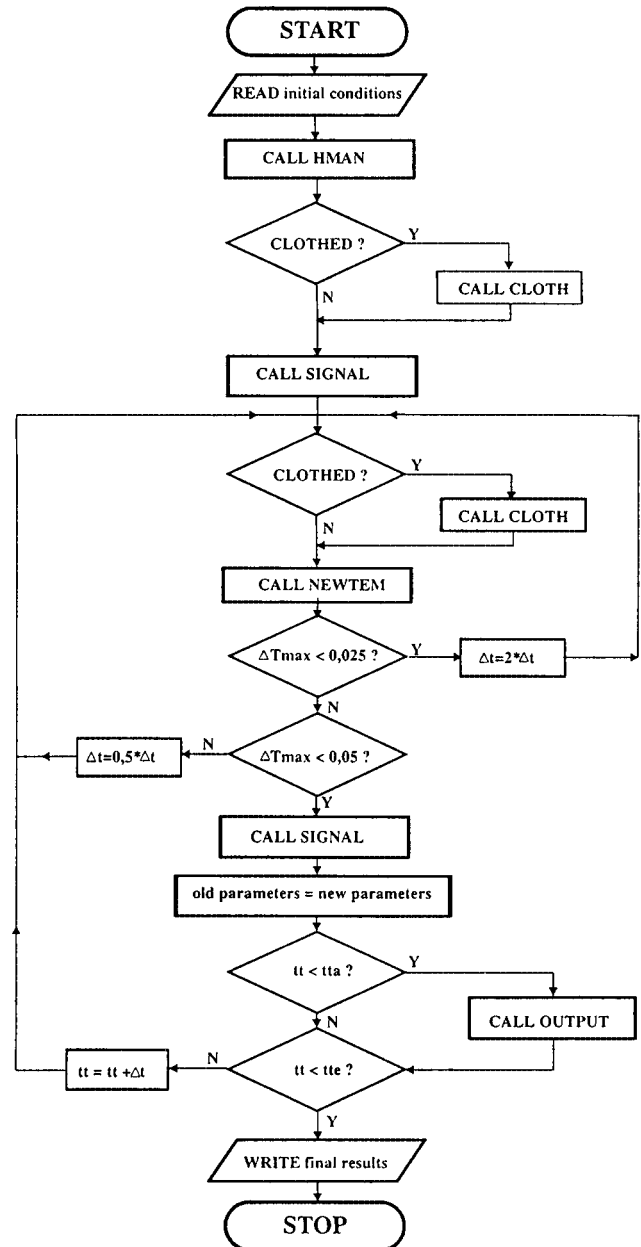 START
READ initial conditions
CALL HMAN
CLOTHED ?
Y
CALL CLOTH
N
CALL SIGNAL
CLOTHED ?
Y
CALL CLOTH
N
CALL NEWTEM
ΔTmax < 0,025 ?
Y
Δt=2*Δt
N
ΔTmax < 0,05 ?
N
Δt=0,5*Δt
Y
CALL SIGNAL
old parameters = new parameters
tt < tta ?
Y
CALL OUTPUT
N
tt < tte ?
N
tt = tt +Δt
Y
WRITE final results
STOP